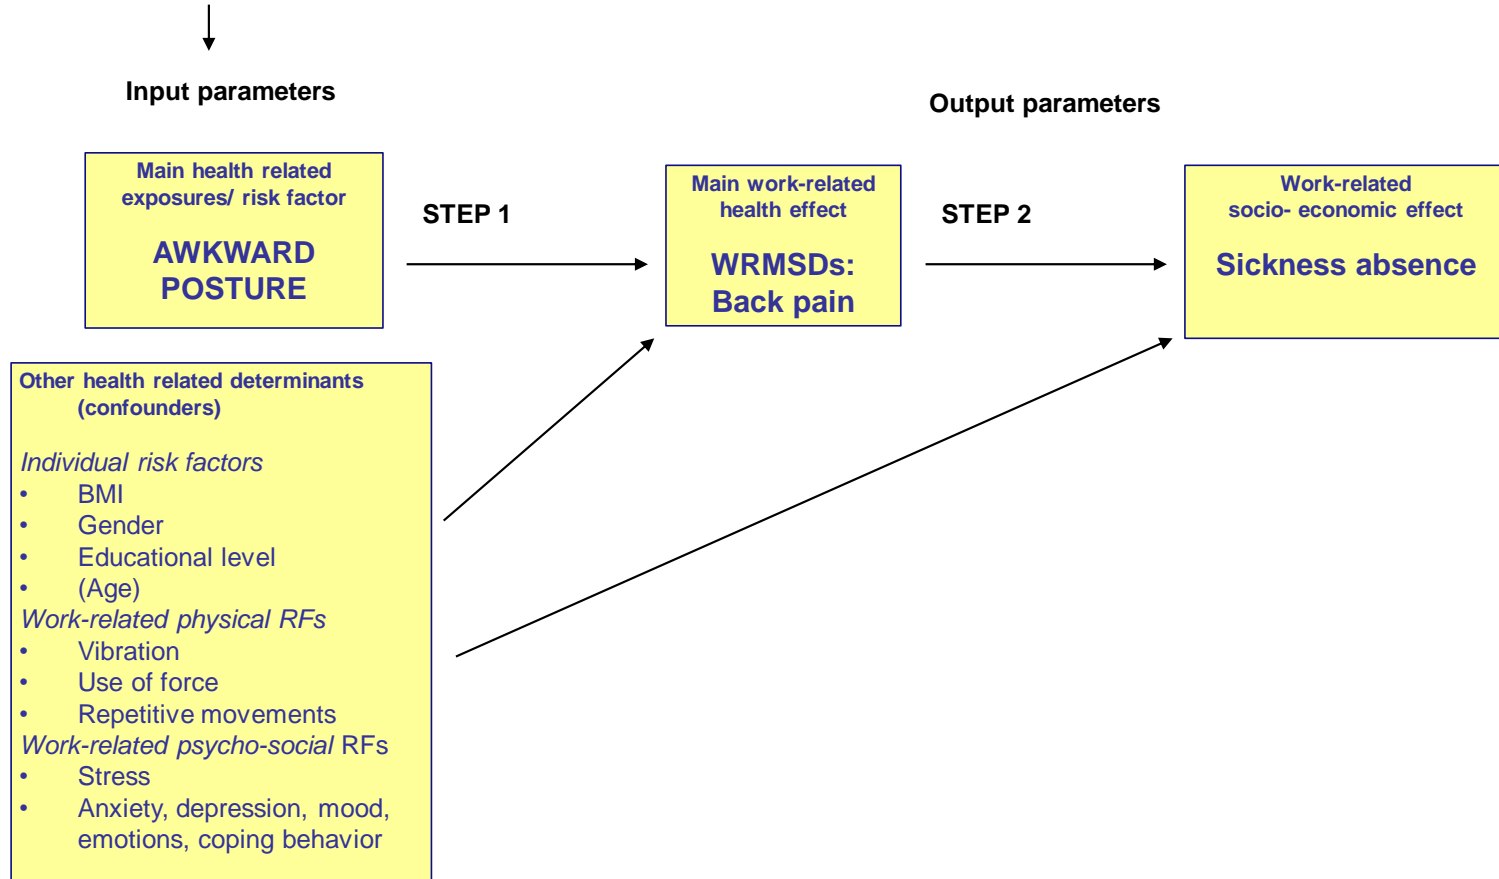 Input parameters
Output parameters
Main health related
exposures/ risk factor
AWKWARD
POSTURE
STEP 1
Main work-related
health effect
WRMSDs:
Back pain
STEP 2
Work-related
socio- economic effect
Sickness absence
Other health related determinants
(confounders)
Individual risk factors
• BMI
• Gender
• Educational level
• (Age)
Work-related physical RFs
• Vibration
• Use of force
• Repetitive movements
Work-related psycho-social RFs
• Stress
• Anxiety, depression, mood,
emotions, coping behavior